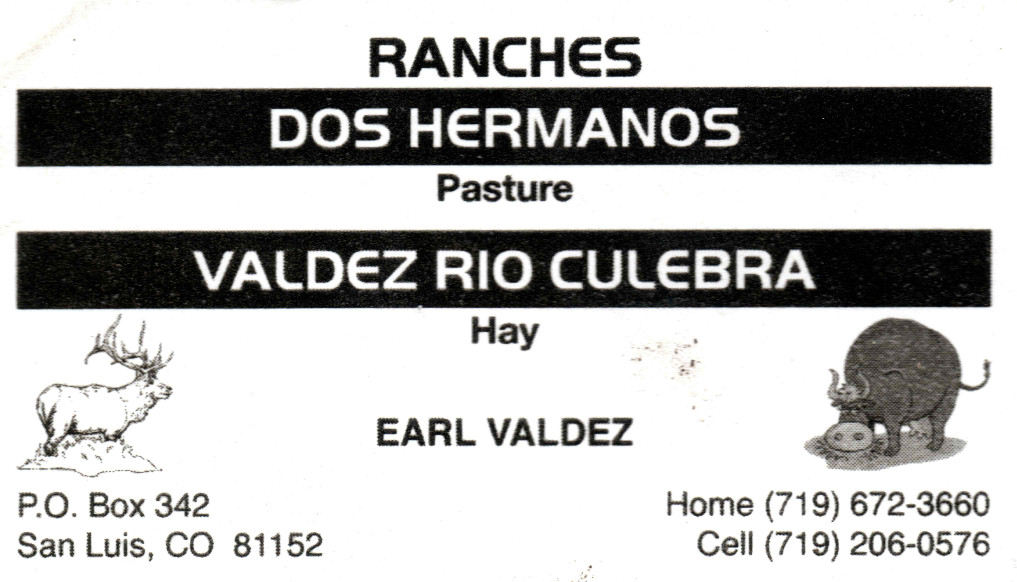 RANCHES
DOS HERMANOS
Pasture
VALDEZ RIO CULEBRA
Hay
EARL VALDEZ
P.O. Box 342
San Luis, CO 81152
Home (719) 672-3660
Cell (719) 206-0576